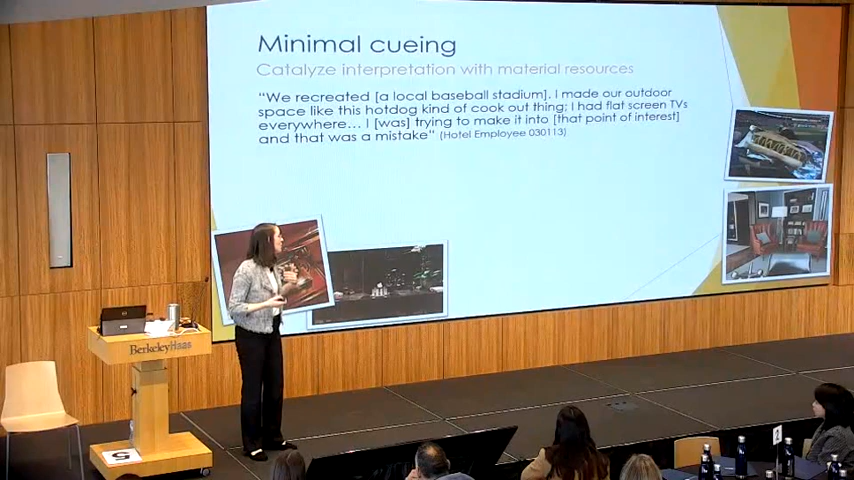 Minimal cueing
Catalyze interpretation with material resources
“We recreated [a local baseball stadium]. I made our outdoor
space like this hotdog kind of cook out thing; I had flat screen TVs
everywhere… I [was] trying to make it into [that point of interest]
and that was a mistake” (Hotel Employee 030113)
BerkeleyHaas
5
1